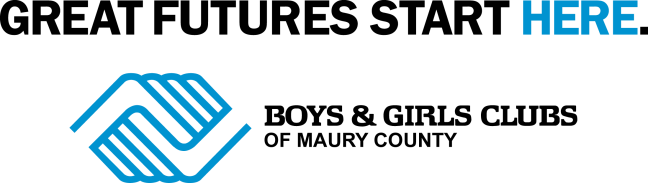 GREAT FUTURES START HERE.
BOYS & GIRLS CLUBS
OF MAURY COUNTY